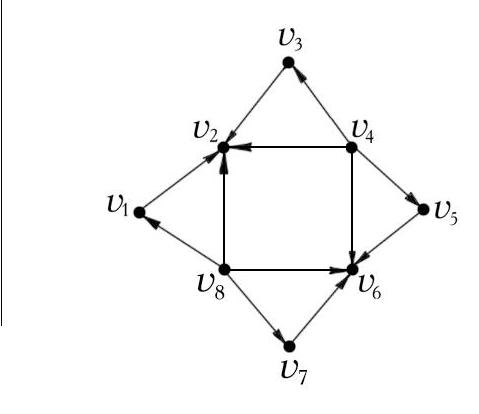 v₃
v₂ v₄
v₁ v₅
v₈ v₆
v₇